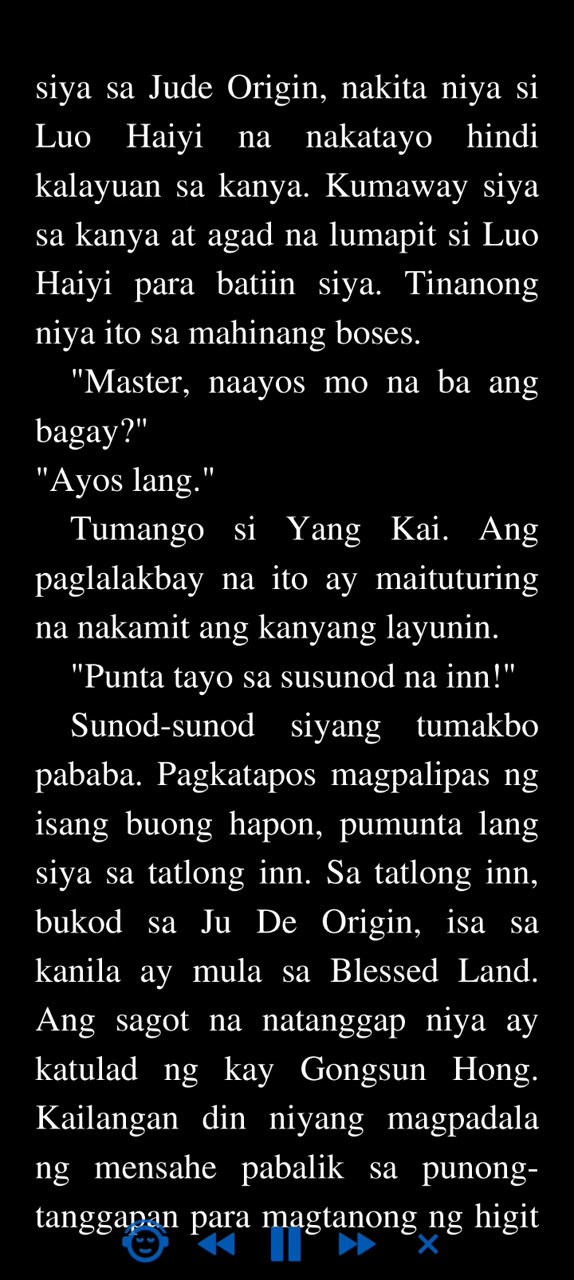 siya sa Jude Origin, nakita niya si
Luo Haiyi na nakatayo hindi
kalayuan sa kanya. Kumaway siya
sa kanya at agad na lumapit si Luo
Haiyi para batiin siya. Tinanong
niya ito sa mahinang boses.
"Master, naayos mo na ba ang
bagay?"
"Ayos lang."
Tumango si Yang Kai. Ang
paglalakbay na ito ay maituturing
na nakamit ang kanyang layunin.
"Punta tayo sa susunod na inn!"
Sunod-sunod siyang tumakbo
pababa. Pagkatapos magpalipas ng
isang buong hapon, pumunta lang
siya sa tatlong inn. Sa tatlong inn,
bukod sa Ju De Origin, isa sa
kanila ay mula sa Blessed Land.
Ang sagot na natanggap niya ay
katulad ng kay Gongsun Hong.
Kailangan din niyang magpadala
ng mensahe pabalik sa punong-
tanggapan para magtanong ng higit